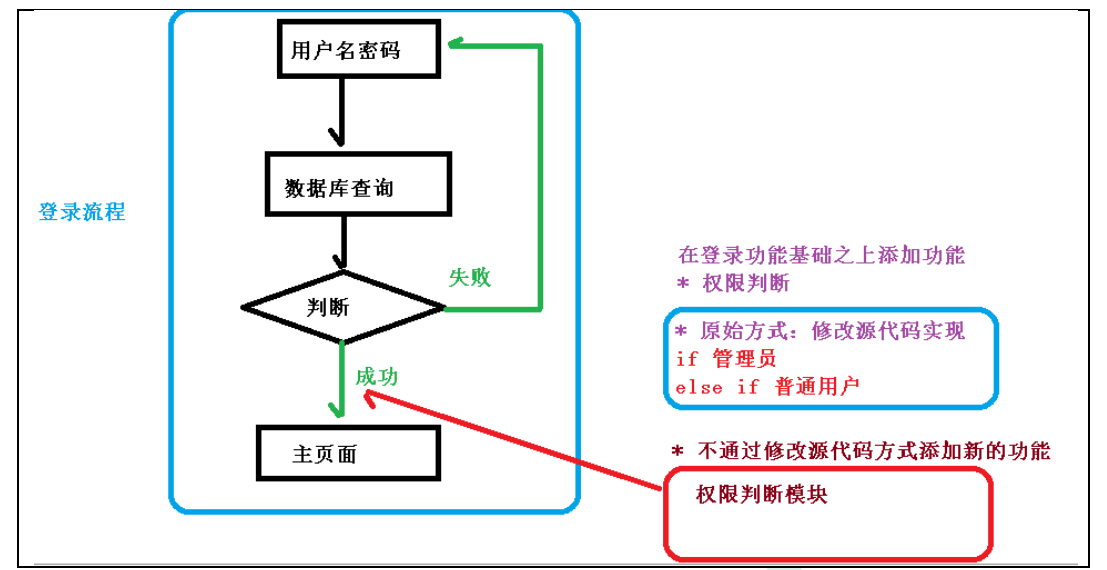 用户名密码
数据库查询
登录流程
失败
判断
成功
主页面
在登录功能基础之上添加功能
* 权限判断
* 原始方式：修改源代码实现
if 管理员
else if 普通用户
* 不通过修改源代码方式添加新的功能
权限判断模块